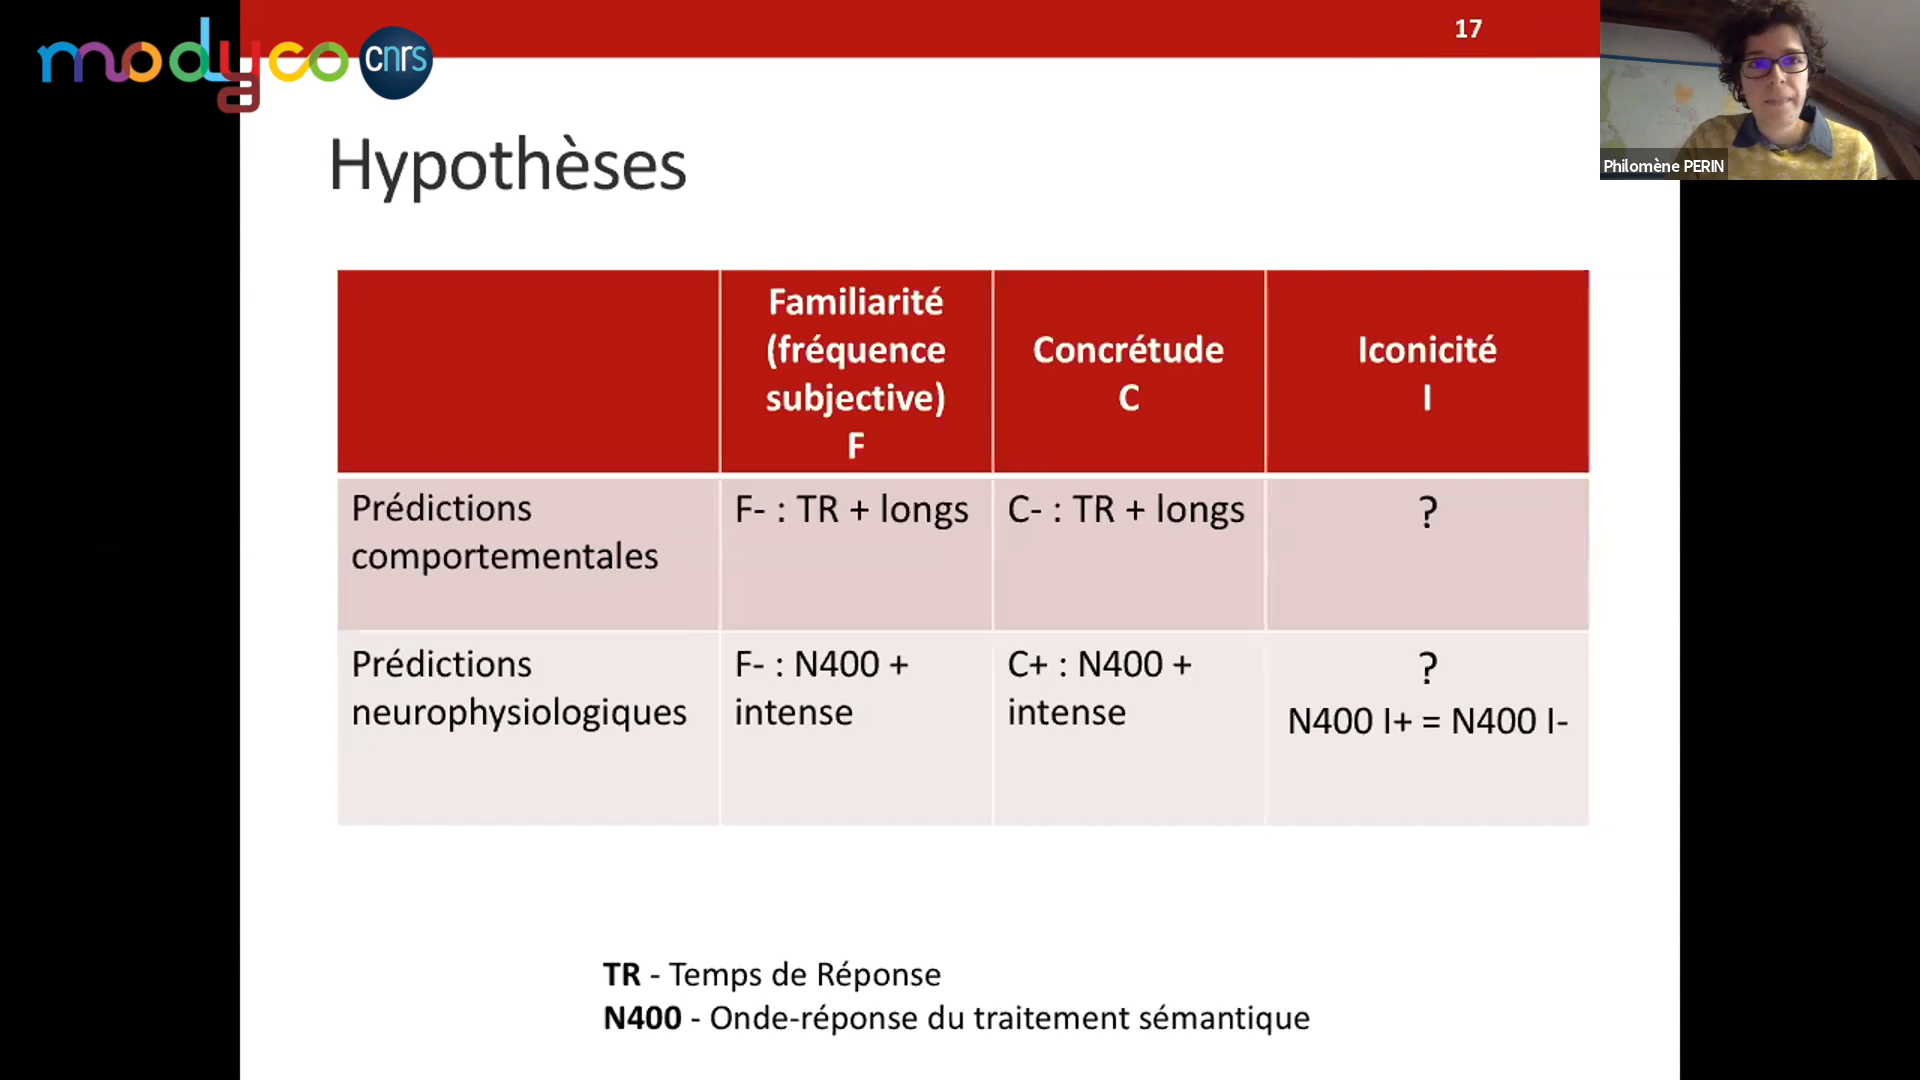 modyco cnrs
17
Philomène PERIN
Hypothèses
Familiarité
(fréquence
subjective)
F
Concrétude
C
Iconicité
I
Prédictions
comportementales
F- : TR + longs
C- : TR + longs
?
Prédictions
neurophysiologiques
F- : N400 +
intense
C+ : N400 +
intense
?
N400 I+ = N400 I-
TR - Temps de Réponse
N400 - Onde-réponse du traitement sémantique